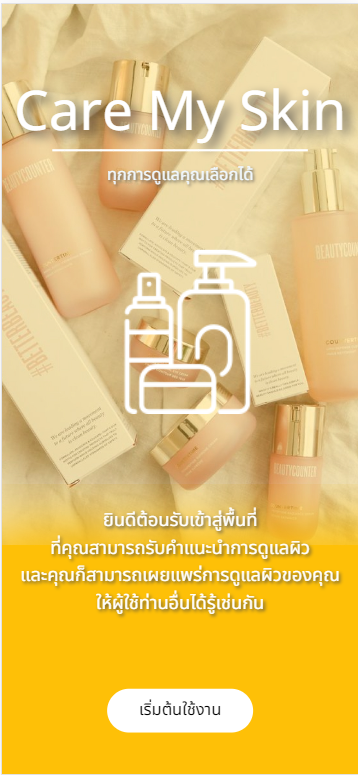 Care My Skin
ทุกการดูแลคุณเลือกได้
BEAUTYCOUNTER
BEAUTYCOUNTER
#BETTERBEAUTY
BEAUTYCOUNTER
ยินดีต้อนรับเข้าสู่พื้นที่
ที่คุณสามารถรับคำแนะนำการดูแลผิว
และคุณก็สามารถเผยแพร่การดูแลผิวของคุณ
ให้ผู้ใช้ท่านอื่นได้รู้เช่นกัน
เริ่มต้นใช้งาน